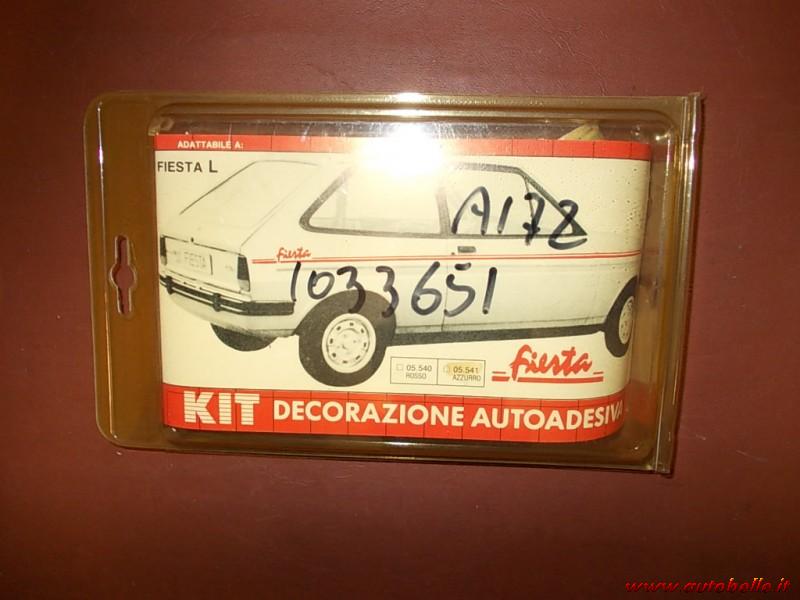 ADATTABILE A:
FIESTA L
A178
Fiesta
FIESTA
1033651
05.540 05.541
ROSSO AZZURRO
Fiesta
KIT DECORAZIONE AUTOADESIVA
www.autobelle.it